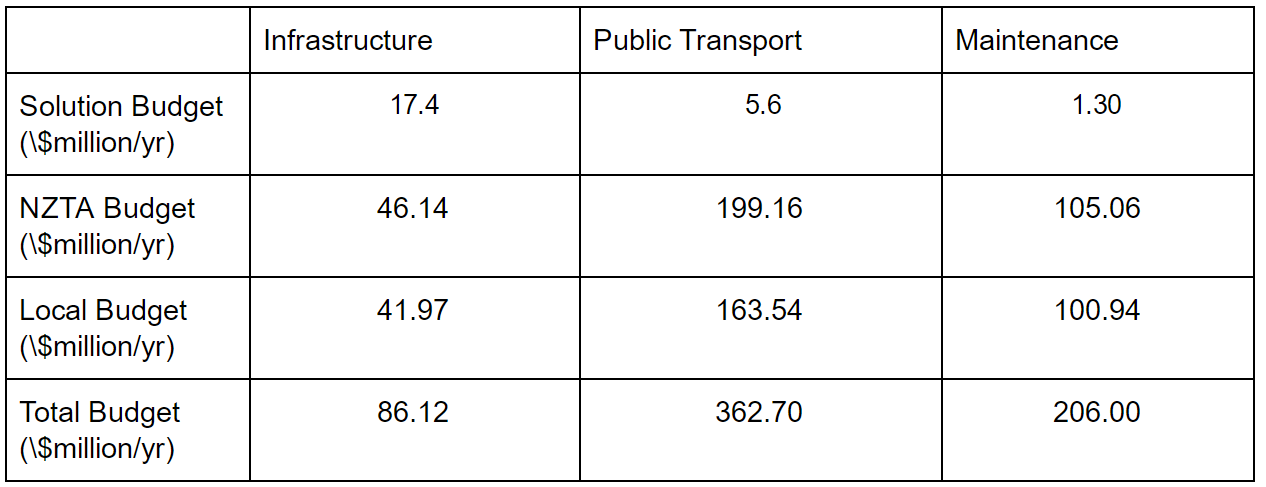 Infrastructure Public Transport Maintenance
Solution Budget 17.4 5.6 1.30
(\$million/yr)
NZTA Budget 46.14 199.16 105.06
(\$million/yr)
Local Budget 41.97 163.54 100.94
(\$million/yr)
Total Budget 86.12 362.70 206.00
(\$million/yr)